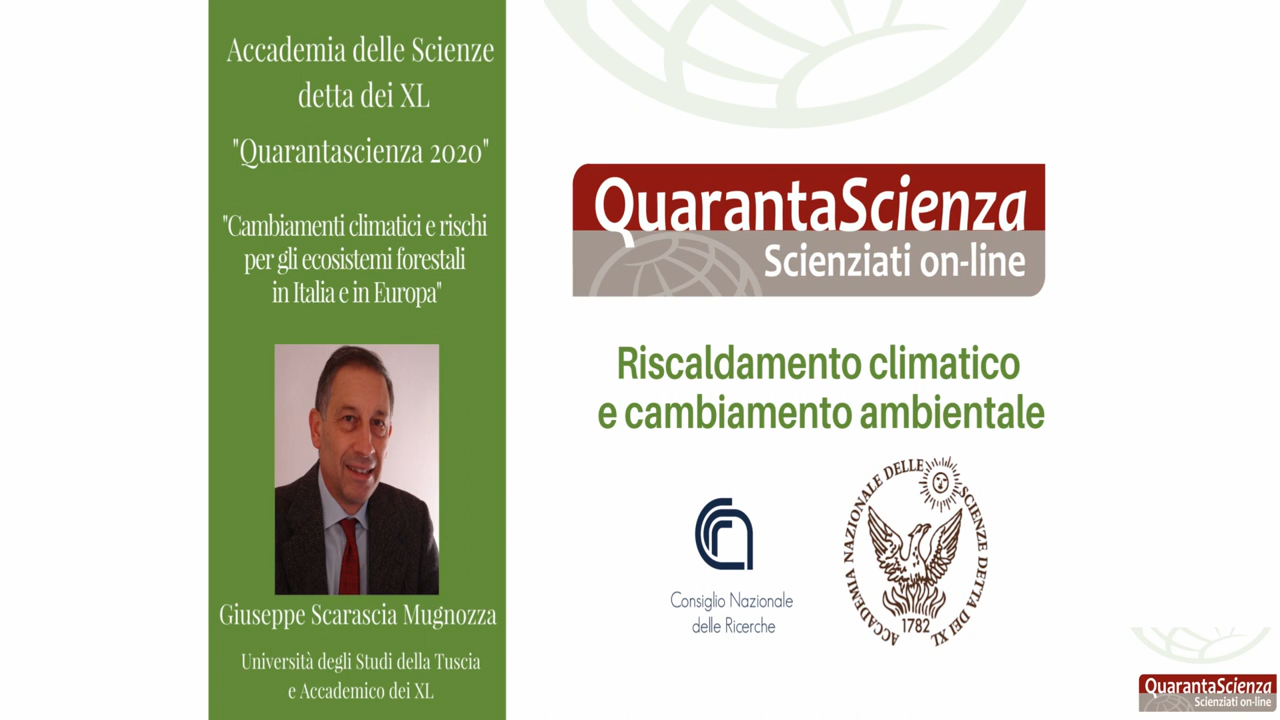 Accademia delle Scienze
detta dei XL
"Quarantascienza 2020"
"Cambiamenti climatici e rischi
per gli ecosistemi forestali
in Italia e in Europa"
Giuseppe Scarascia Mugnozza
Università degli Studi della Tuscia
e Accademico dei XL
QuarantaScienza
Scienziati on-line
Riscaldamento climatico
e cambiamento ambientale
Consiglio Nazionale
delle Ricerche
ACCADEMIA NAZIONALE DELLE SCIENZE DETTA DEI XL
1782
QuarantaScienza
Scienziati on-line